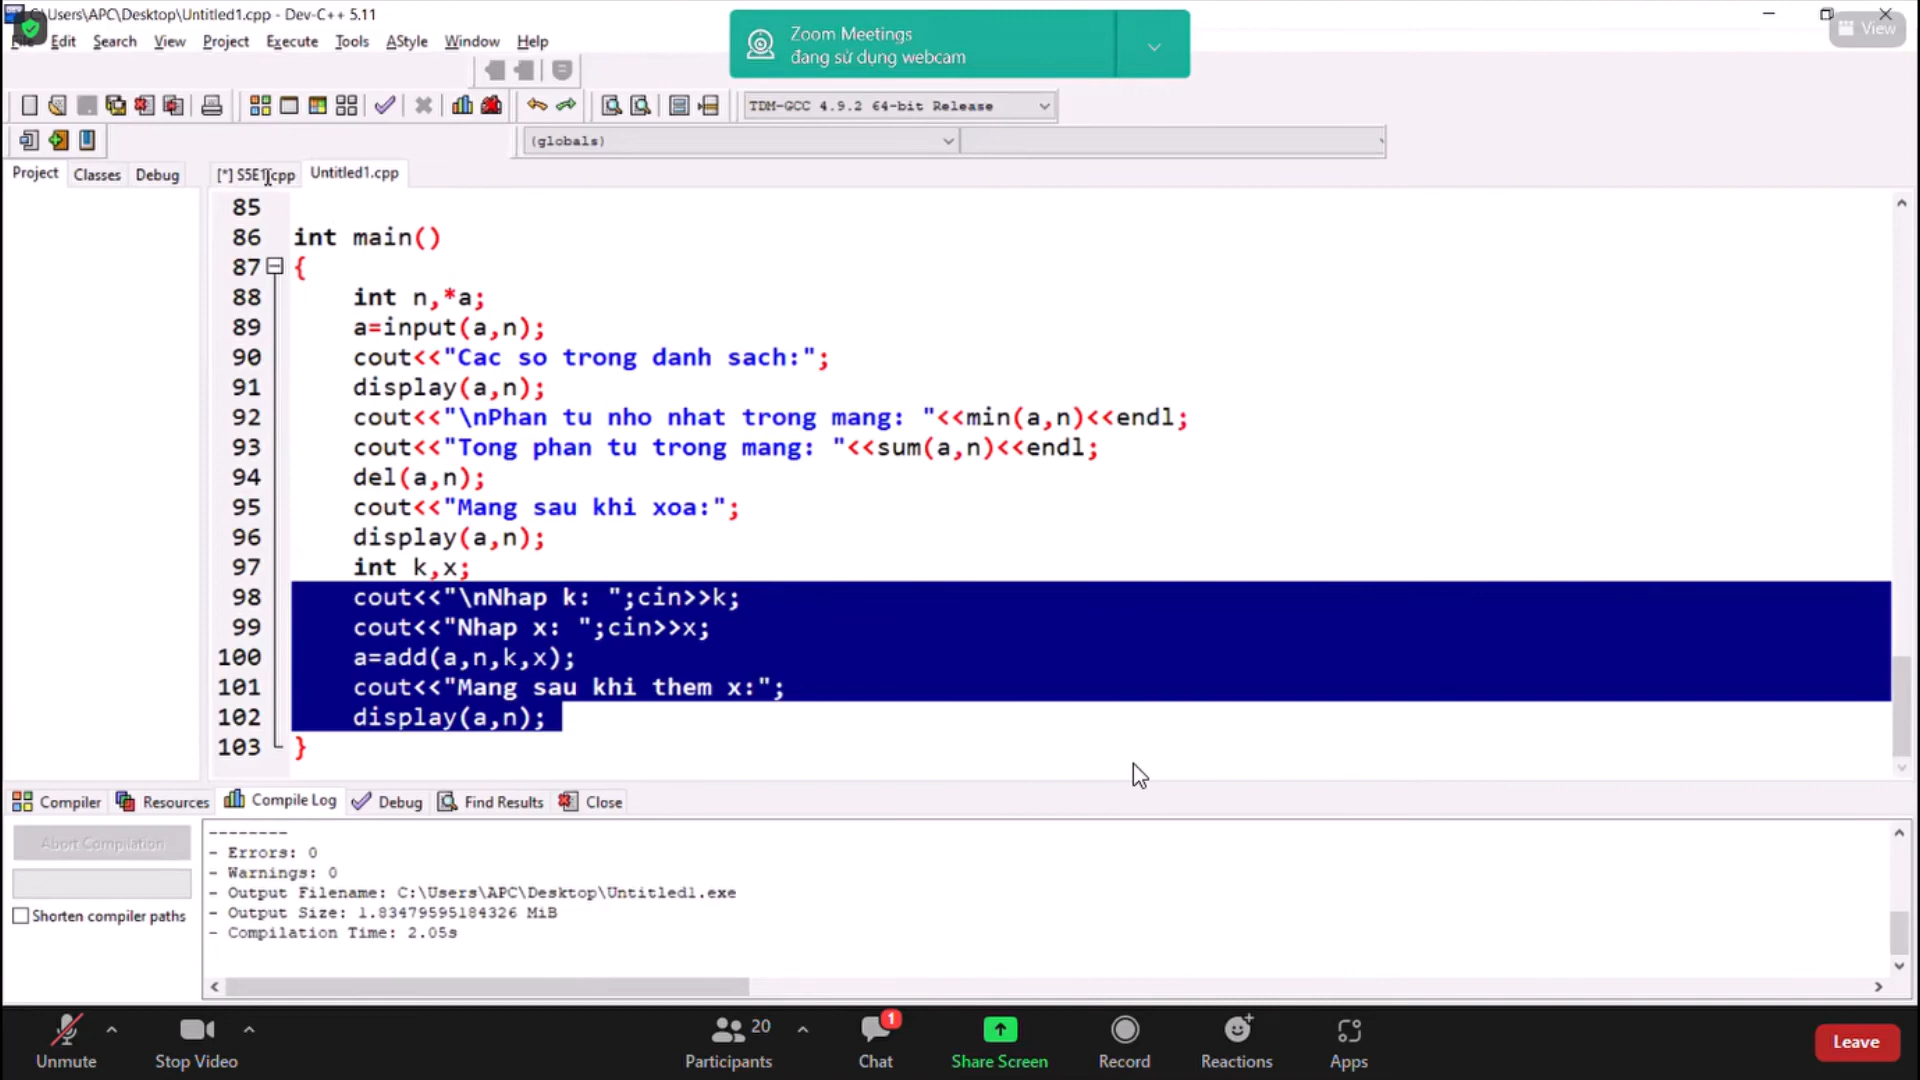 C:\Users\APC\Desktop\Untitled1.cpp - Dev-C++ 5.11
Zoom Meetings
đang sử dụng webcam
View
Edit Search View Project Execute Tools AStyle Window Help
TDM-GCC 4.9.2 64-bit Release
(globals)
Project Classes Debug
[*] S5E1.cpp Untitled1.cpp
85
86 int main()
87 {
88 int n,*a;
89 a=input(a,n);
90 cout<<"Cac so trong danh sach:";
91 display(a,n);
92 cout<<"\nPhan tu nho nhat trong mang: "<<min(a,n)<<endl;
93 cout<<"Tong phan tu trong mang: "<<sum(a,n)<<endl;
94 del(a,n);
95 cout<<"Mang sau khi xoa:";
96 display(a,n);
97 int k,x;
98 cout<<"\nNhap k: ";cin>>k;
99 cout<<"Nhap x: ";cin>>x;
100 a=add(a,n,k,x);
101 cout<<"Mang sau khi them x:";
102 display(a,n);
103 }
Compiler Resources Compile Log Debug Find Results Close
Abort Compilation
Shorten compiler paths
--------
- Errors: 0
- Warnings: 0
- Output Filename: C:\Users\APC\Desktop\Untitled1.exe
- Output Size: 1.83479595184326 MiB
- Compilation Time: 2.05s
Unmute
Stop Video
Participants 20
Chat 1
Share Screen
Record
Reactions
Apps
Leave